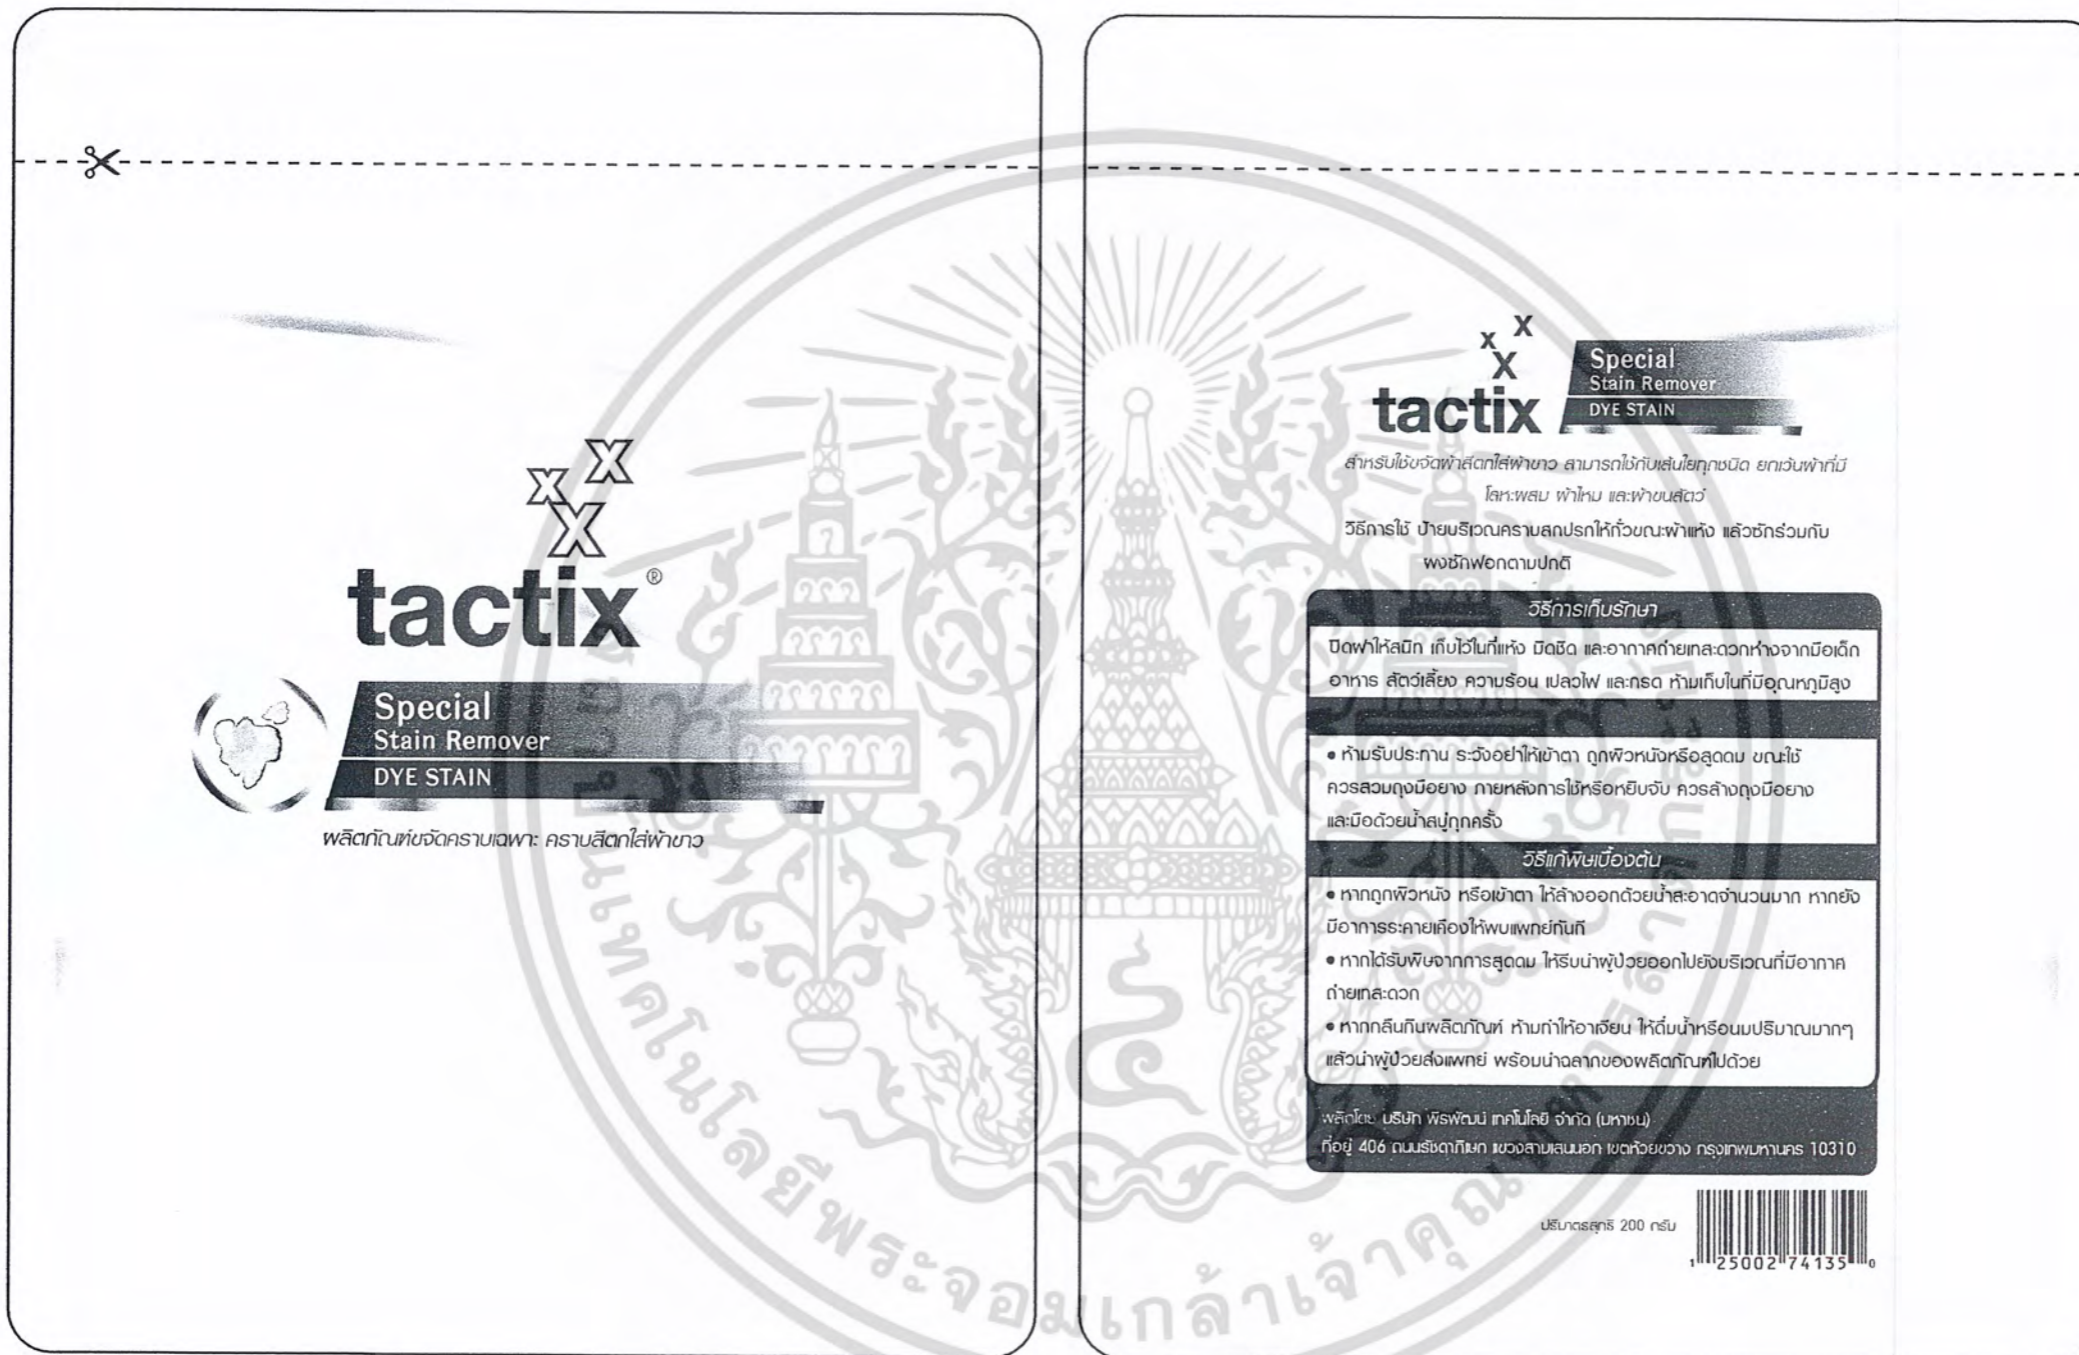 x x
x
tactix®
Special
Stain Remover
DYE STAIN
ผลิตภัณฑ์ขจัดคราบเฉพาะ คราบสีตกใส่ผ้าขาว
x x
x
tactix
Special
Stain Remover
DYE STAIN
สำหรับใช้ขจัดผ้าสีตกใส่ผ้าขาว สามารถใช้กับเส้นใยทุกชนิด ยกเว้นผ้าที่มี
โลหะผสม ผ้าไหม และผ้าขนสัตว์
วิธีการใช้ ป้ายบริเวณคราบสกปรกให้ทั่วขณะผ้าแห้ง แล้วซักร่วมกับ
ผงซักฟอกตามปกติ
วิธีการเก็บรักษา
ปิดฝาให้สนิท เก็บไว้ในที่แห้ง มิดชิด และอากาศถ่ายเทสะดวกห่างจากมือเด็ก
อาหาร สัตว์เลี้ยง ความร้อน เปลวไฟ และกรด ห้ามเก็บในที่มีอุณหภูมิสูง
• ห้ามรับประทาน ระวังอย่าให้เข้าตา ถูกผิวหนังหรือสูดดม ขณะใช้
ควรสวมถุงมือยาง ภายหลังการใช้หรือหยิบจับ ควรล้างถุงมือยาง
และมือด้วยน้ำสบู่ทุกครั้ง
วิธีแก้พิษเบื้องต้น
• หากถูกผิวหนัง หรือเข้าตา ให้ล้างออกด้วยน้ำสะอาดจำนวนมาก หากยัง
มีอาการระคายเคืองให้พบแพทย์ทันที
• หากได้รับพิษจากการสูดดม ให้รีบนำผู้ป่วยออกไปยังบริเวณที่มีอากาศ
ถ่ายเทสะดวก
• หากกลืนกินผลิตภัณฑ์ ห้ามทำให้อาเจียน ให้ดื่มน้ำหรือนมปริมาณมากๆ
แล้วนำผู้ป่วยส่งแพทย์ พร้อมนำฉลากของผลิตภัณฑ์ไปด้วย
ผลิตโดย บริษัท พีรพัฒน์ เทคโนโลยี จำกัด (มหาชน)
ที่อยู่ 406 ถนนรัชดาภิเษก แขวงสามเสนนอก เขตห้วยขวาง กรุงเทพมหานคร 10310
ปริมาตรสุทธิ 200 กรัม
1 25002 74135 0
เทคโนโลยีพระจอมเกล้าเจ้าคุณทหารลาดกระบัง